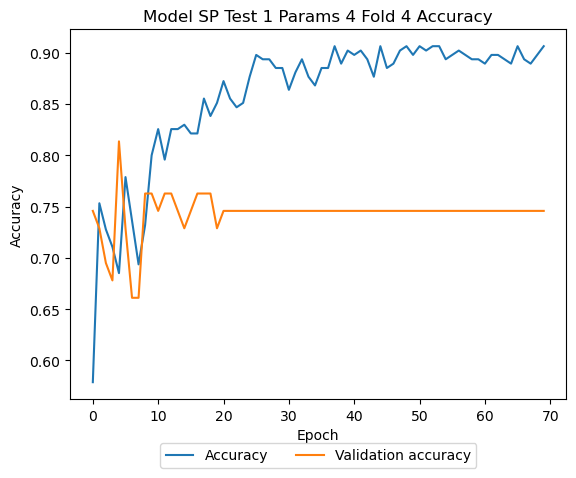 Model SP Test 1 Params 4 Fold 4 Accuracy
0.90
0.85
0.80
0.75
0.70
0.65
0.60
Accuracy
0 10 20 30 40 50 60 70
Epoch
Accuracy Validation accuracy